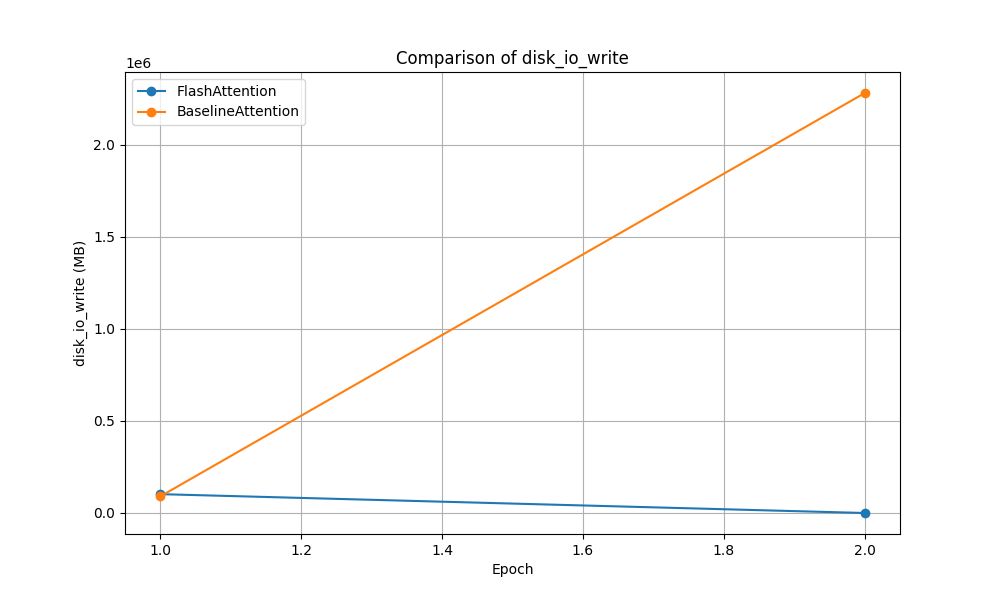 Comparison of disk_io_write
1e6
FlashAttention
BaselineAttention
2.0
1.5
1.0
0.5
0.0
disk_io_write (MB)
1.0 1.2 1.4 1.6 1.8 2.0
Epoch